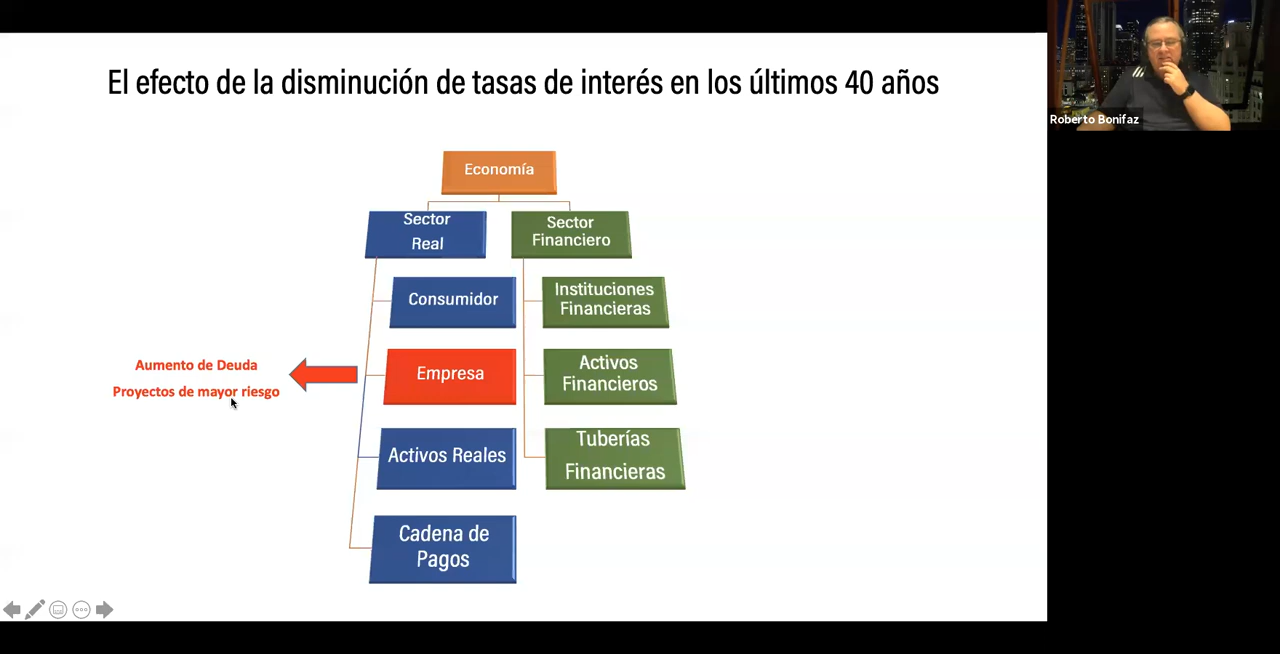 El efecto de la disminución de tasas de interés en los últimos 40 años
Roberto Bonifaz
Economía
Sector
Real
Sector
Financiero
Consumidor
Instituciones
Financieras
Aumento de Deuda
Proyectos de mayor riesgo
Empresa
Activos
Financieros
Activos Reales
Tuberías
Financieras
Cadena de
Pagos